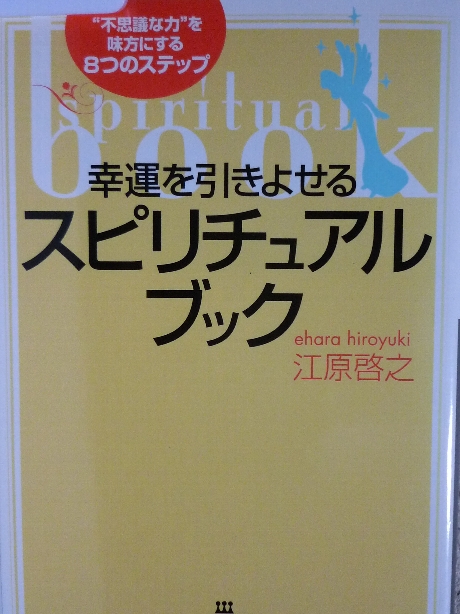 “不思議な力”を
味方にする
8つのステップ
spiritual
book
幸運を引きよせる
スピリチュアル
ブック
ehara hiroyuki
江原啓之